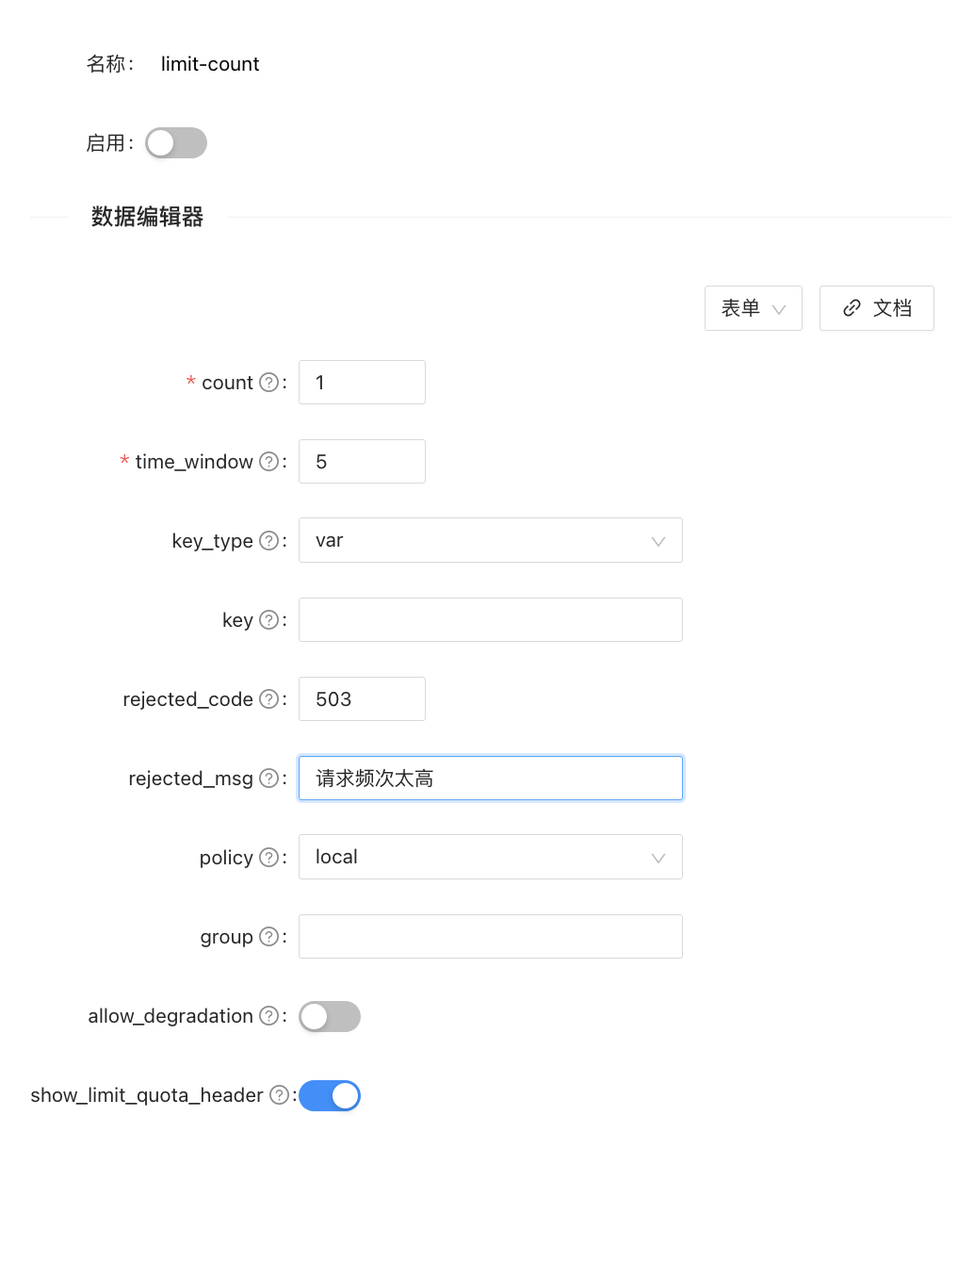 名称： limit-count
启用：
数据编辑器
表单 文档
* count ? : 1
* time_window ? : 5
key_type ? : var
key ? :
rejected_code ? : 503
rejected_msg ? : 请求频次太高
policy ? : local
group ? :
allow_degradation ? :
show_limit_quota_header ? :